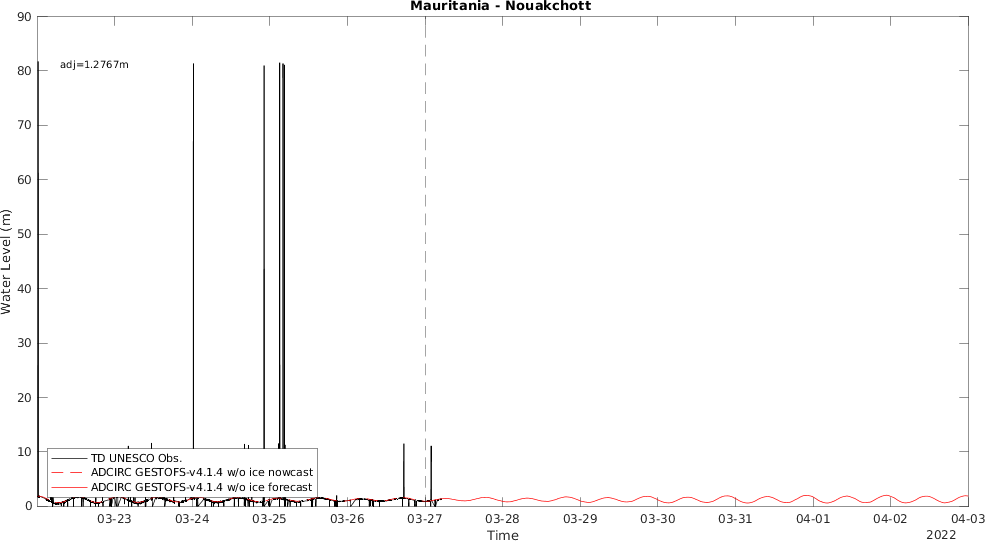 Mauritania - Nouakchott
adj=1.2767m
90
80
70
60
50
40
30
20
10
0
Water Level (m)
TD UNESCO Obs.
ADCIRC GESTOFS-v4.1.4 w/o ice nowcast
ADCIRC GESTOFS-v4.1.4 w/o ice forecast
03-23 03-24 03-25 03-26 03-27 03-28 03-29 03-30 03-31 04-01 04-02 04-03
Time
2022